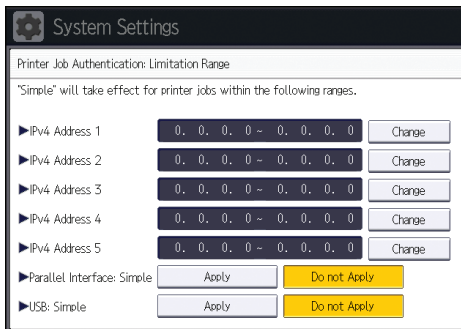 System Settings
Printer Job Authentication: Limitation Range
"Simple" will take effect for printer jobs within the following ranges.
►IPv4 Address 1 0. 0. 0. 0 ~ 0. 0. 0. 0 Change
►IPv4 Address 2 0. 0. 0. 0 ~ 0. 0. 0. 0 Change
►IPv4 Address 3 0. 0. 0. 0 ~ 0. 0. 0. 0 Change
►IPv4 Address 4 0. 0. 0. 0 ~ 0. 0. 0. 0 Change
►IPv4 Address 5 0. 0. 0. 0 ~ 0. 0. 0. 0 Change
►Parallel Interface: Simple Apply Do not Apply
►USB: Simple Apply Do not Apply